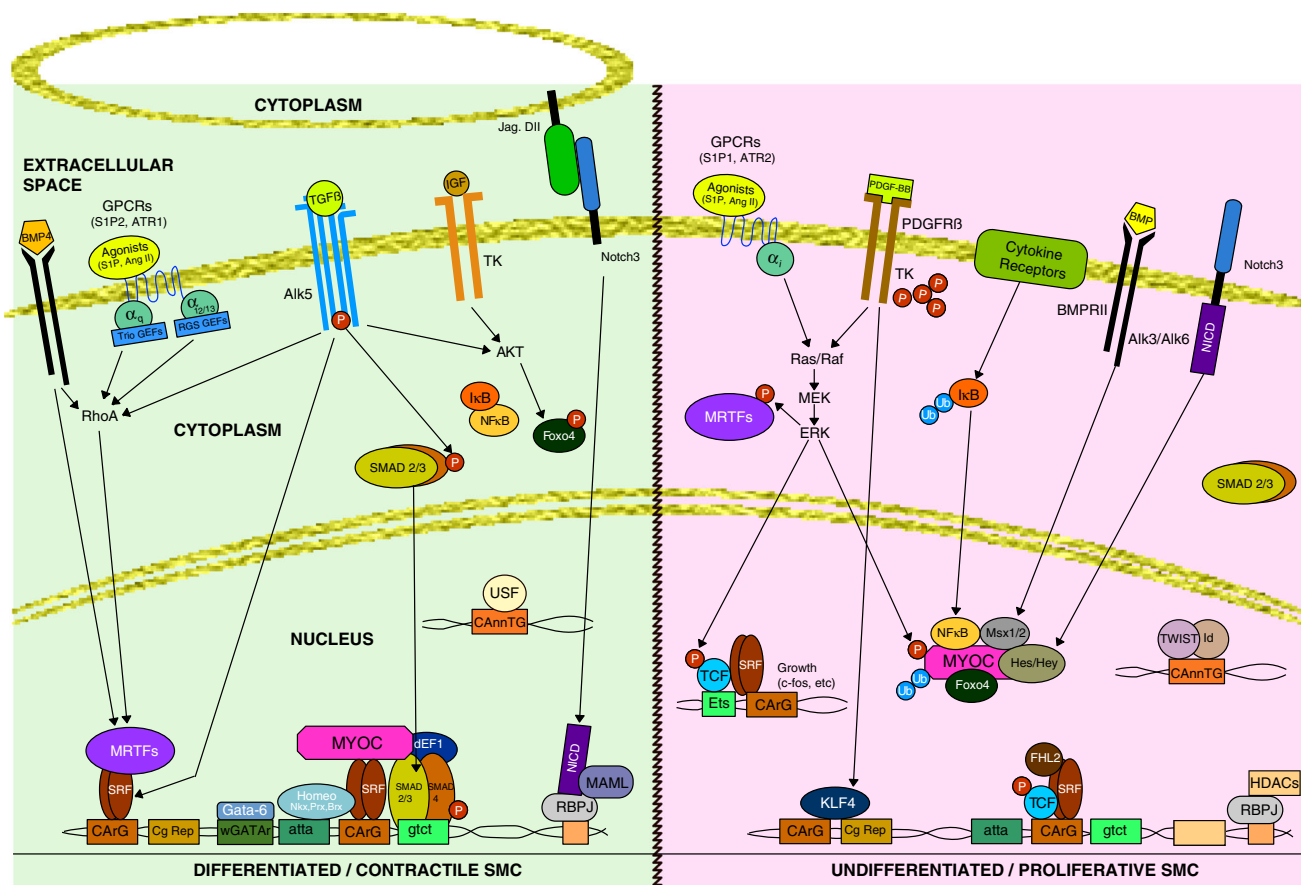 CYTOPLASM
Jag. Dll
EXTRACELLULAR
SPACE
GPCRs
(S1P2, ATR1)
BMP4
Agonists
(S1P, Ang II)
αq
Trio GEFs
α12/13
RGS GEFs
TGFß
Alk5
P
IGF
TK
Notch3
RhoA
AKT
IκB
NFκB
P
Foxo4
CYTOPLASM
SMAD 2/3
P
USF
CAnnTG
NUCLEUS
MRTFs
SRF
CArG
Cg Rep
Gata-6
wGATAr
Homeo
Nkx,Prx,Brx
atta
MYOC
SRF
CArG
dEF1
SMAD
2/3
SMAD
4
P
gtct
NICD
MAML
RBPJ
DIFFERENTIATED / CONTRACTILE SMC
GPCRs
(S1P1, ATR2)
Agonists
(S1P, Ang II)
αi
PDGF-BB
PDGFRß
TK
P
P
P
P
Cytokine
Receptors
BMP
BMPRII
Alk3/Alk6
Notch3
NICD
Ras/Raf
MEK
ERK
P
MRTFs
IκB
Ub
Ub
SMAD 2/3
P
TCF
SRF
Ets
CArG
Growth
(c-fos, etc)
NFκB
Msx1/2
P
MYOC
Hes/Hey
Foxo4
Ub
Ub
TWIST
Id
CAnnTG
KLF4
CArG
Cg Rep
atta
FHL2
P
TCF
SRF
CArG
gtct
HDACs
RBPJ
UNDIFFERENTIATED / PROLIFERATIVE SMC